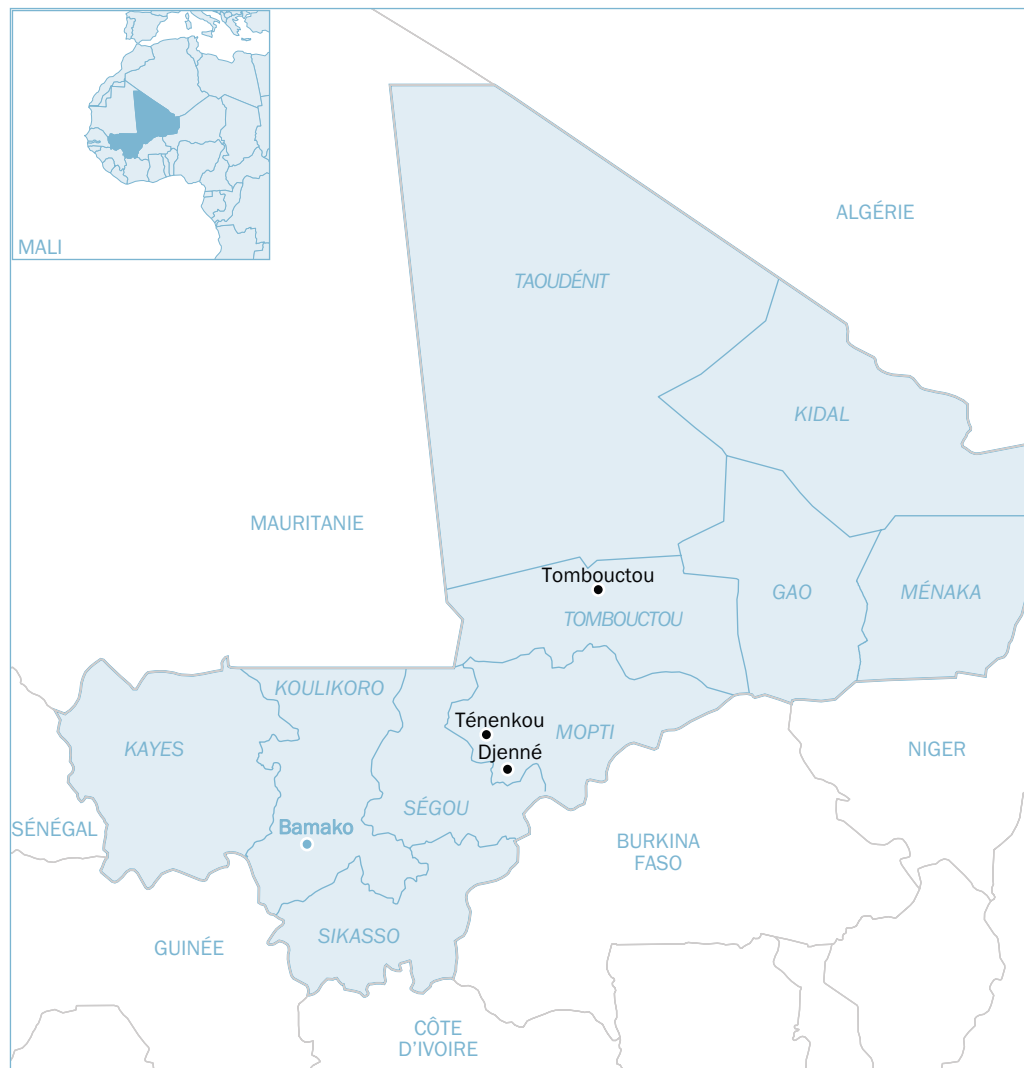 MALI
ALGÉRIE
TAOUDÉNIT
KIDAL
MAURITANIE
Tombouctou
GAO
MÉNAKA
TOMBOUCTOU
KOULIKORO
Ténenkou
MOPTI
KAYES
Djenné
NIGER
SÉGOU
SÉNÉGAL
Bamako
BURKINA
FASO
SIKASSO
GUINÉE
CÔTE
D'IVOIRE